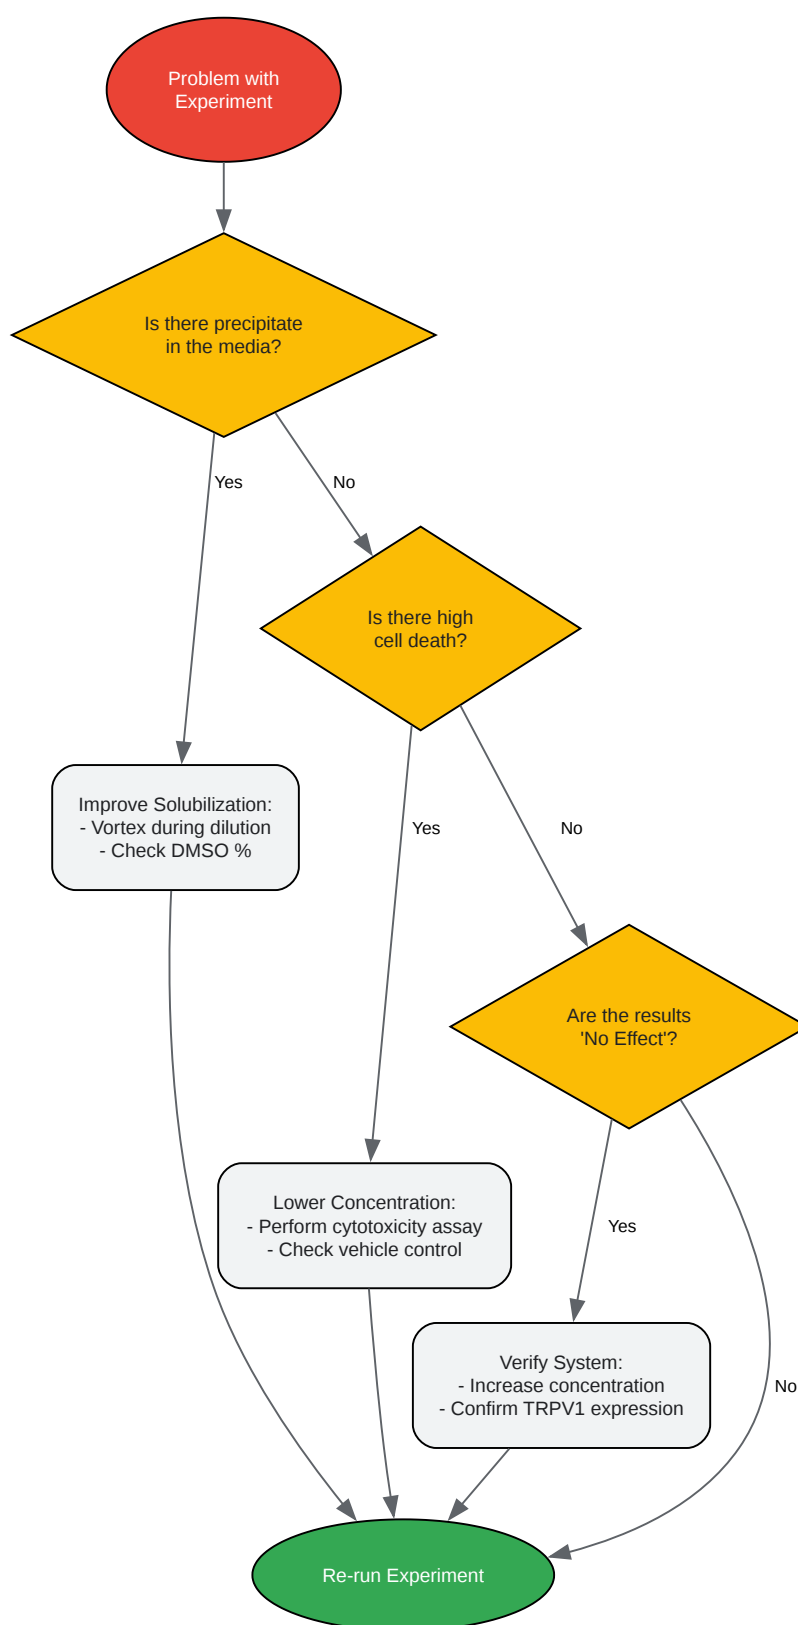 Problem with
Experiment
Is there precipitate
in the media?
Yes
No
Is there high
cell death?
Improve Solubilization:
- Vortex during dilution
- Check DMSO %
Yes
No
Are the results
'No Effect'?
Lower Concentration:
- Perform cytotoxicity assay
- Check vehicle control
Yes
Verify System:
- Increase concentration
- Confirm TRPV1 expression
No
Re-run Experiment